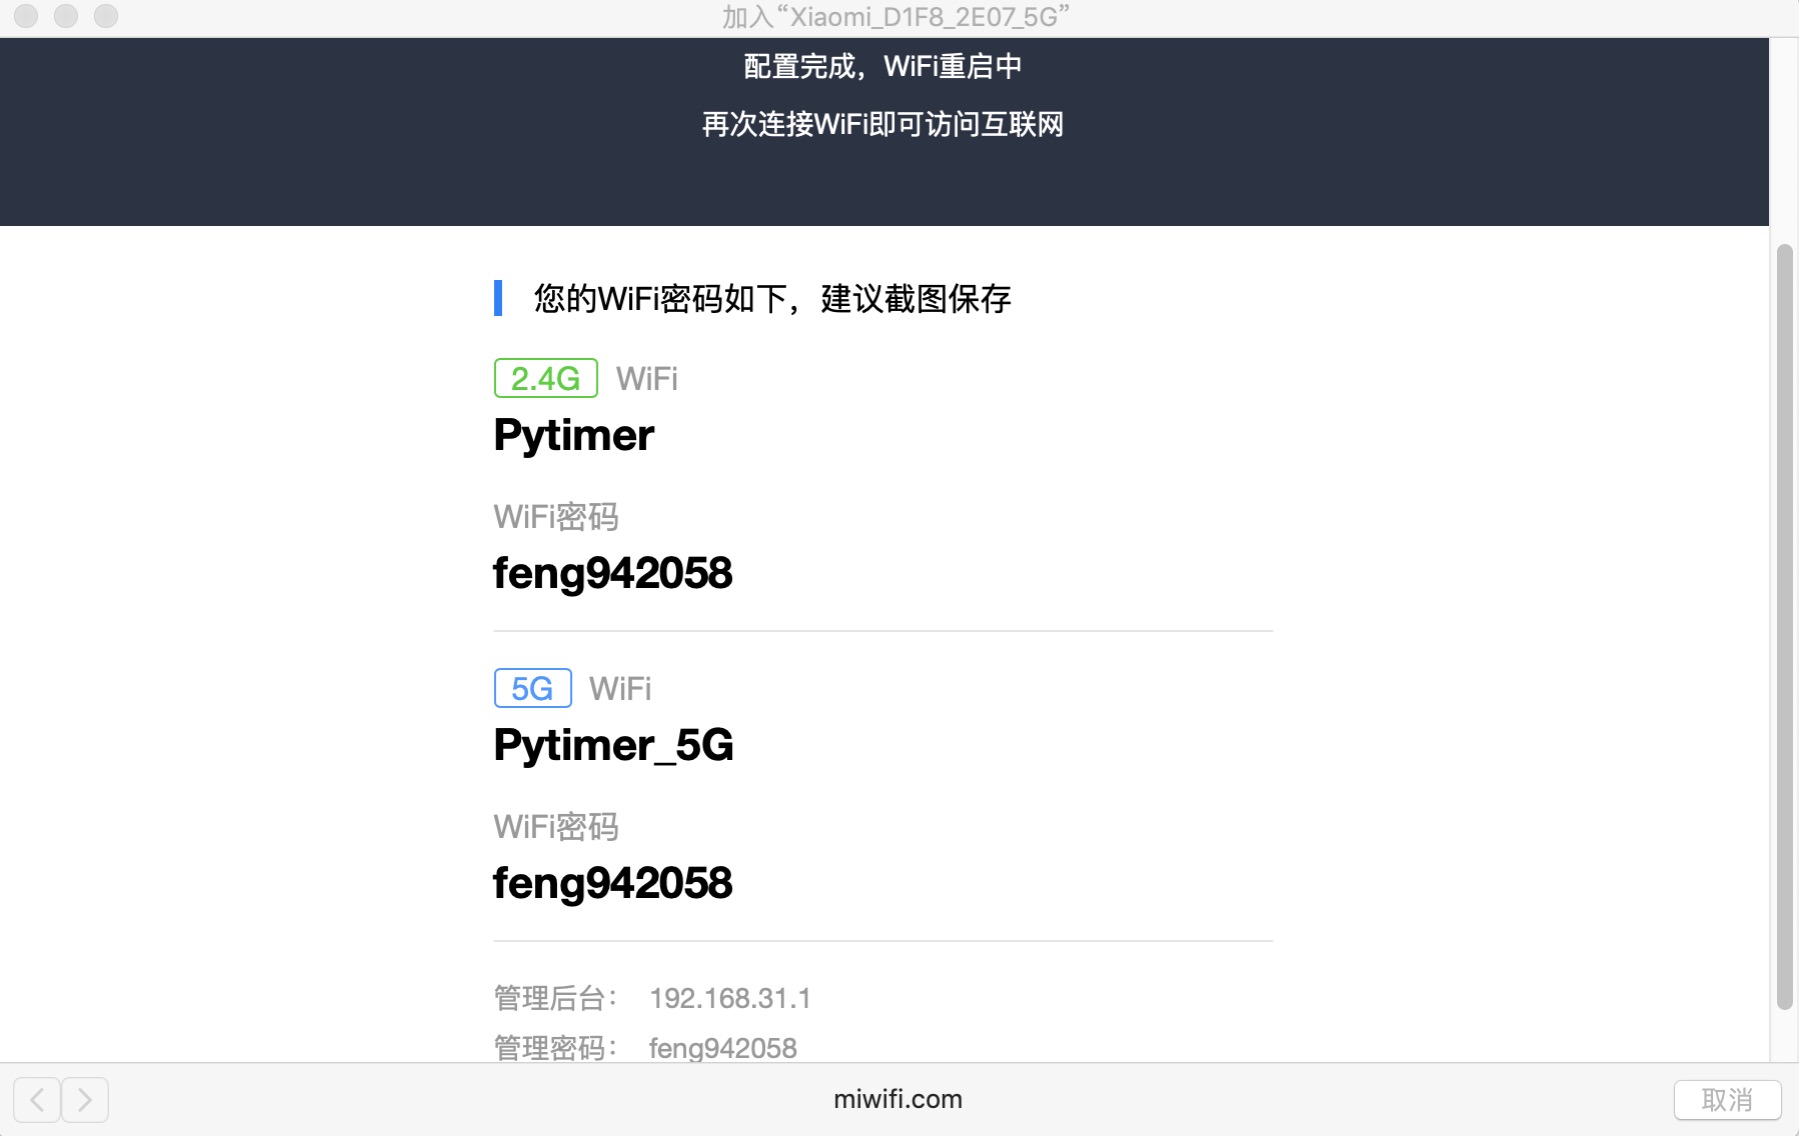 加入“Xiaomi_D1F8_2E07_5G”
配置完成，WiFi重启中
再次连接WiFi即可访问互联网
您的WiFi密码如下，建议截图保存
2.4G WiFi
Pytimer
WiFi密码
feng942058
5G WiFi
Pytimer_5G
WiFi密码
feng942058
管理后台： 192.168.31.1
管理密码： feng942058
miwifi.com
取消